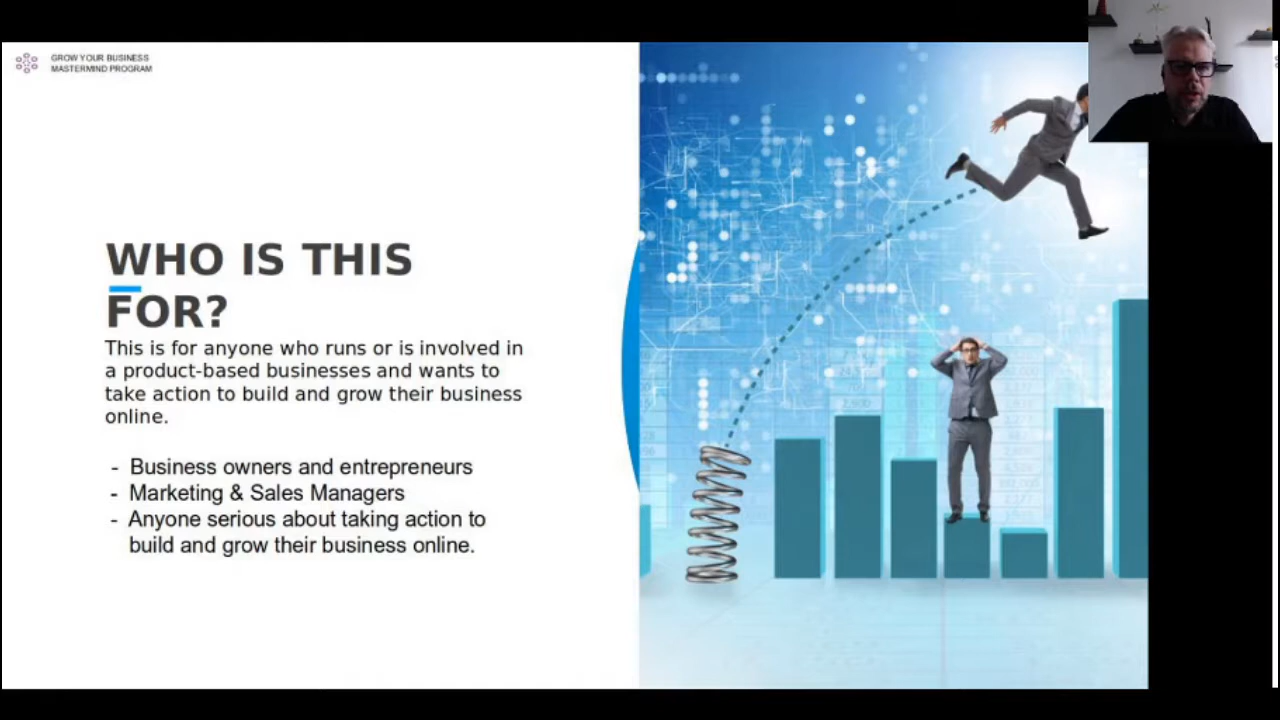 GROW YOUR BUSINESS
MASTERMIND PROGRAM
WHO IS THIS
FOR?
This is for anyone who runs or is involved in
a product-based businesses and wants to
take action to build and grow their business
online.
- Business owners and entrepreneurs
- Marketing & Sales Managers
- Anyone serious about taking action to
build and grow their business online.